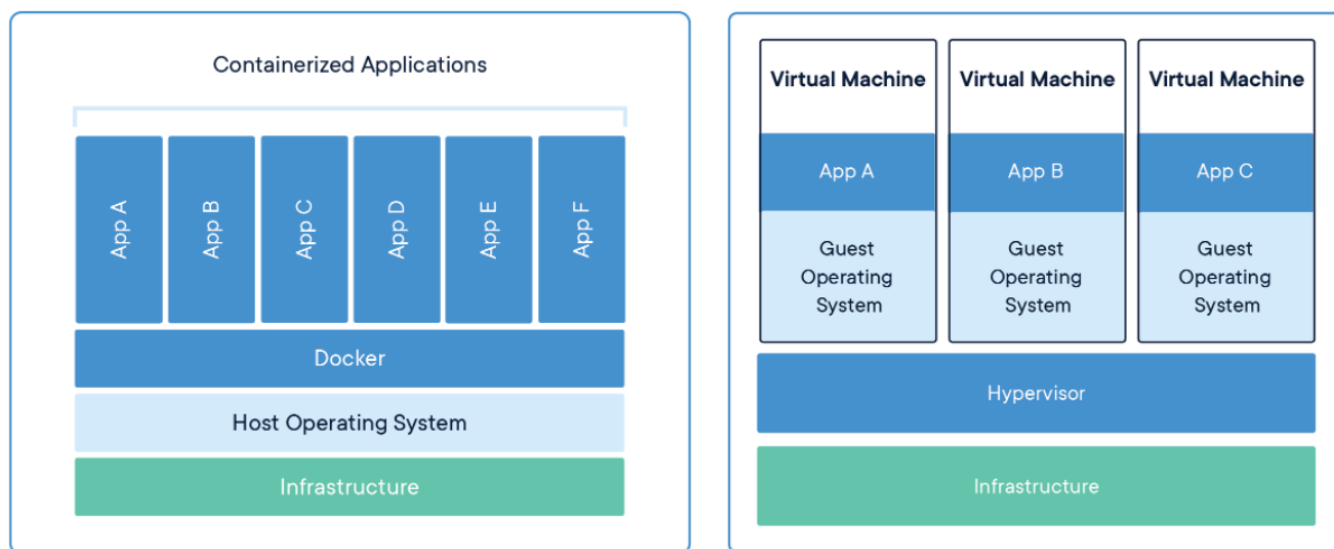 Containerized Applications
App A
App B
App C
App D
App E
App F
Docker
Host Operating System
Infrastructure
Virtual Machine
App A
Guest
Operating
System
Virtual Machine
App B
Guest
Operating
System
Virtual Machine
App C
Guest
Operating
System
Hypervisor
Infrastructure